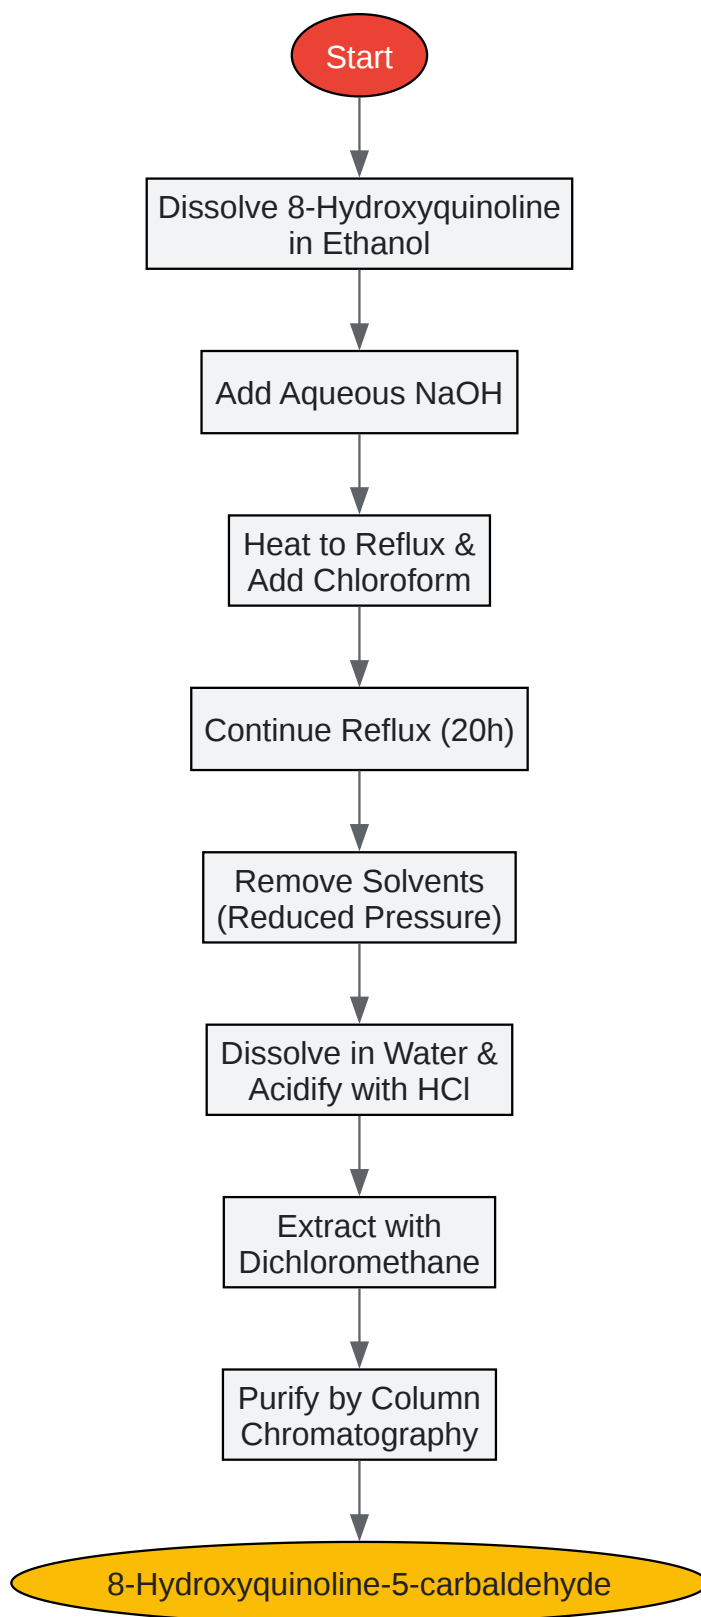 Start
Dissolve 8-Hydroxyquinoline
in Ethanol
Add Aqueous NaOH
Heat to Reflux &
Add Chloroform
Continue Reflux (20h)
Remove Solvents
(Reduced Pressure)
Dissolve in Water &
Acidify with HCl
Extract with
Dichloromethane
Purify by Column
Chromatography
8-Hydroxyquinoline-5-carbaldehyde